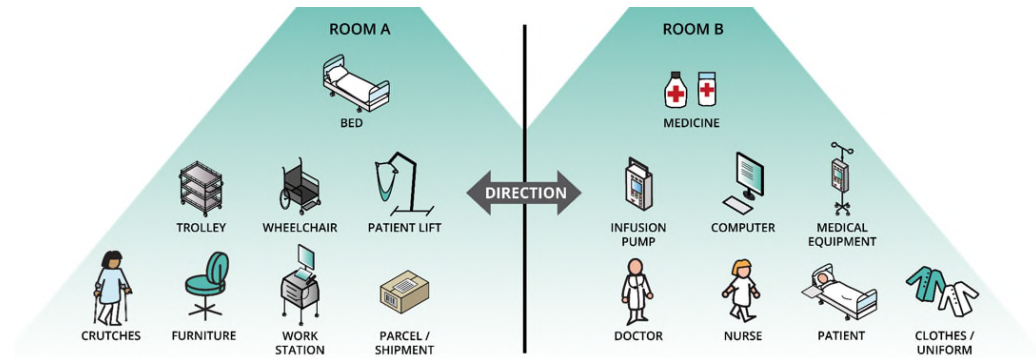 ROOM A
BED
TROLLEY
WHEELCHAIR
PATIENT LIFT
CRUTCHES
FURNITURE
WORK
STATION
PARCEL /
SHIPMENT
DIRECTION
ROOM B
MEDICINE
INFUSION
PUMP
COMPUTER
MEDICAL
EQUIPMENT
DOCTOR
NURSE
PATIENT
CLOTHES /
UNIFORM